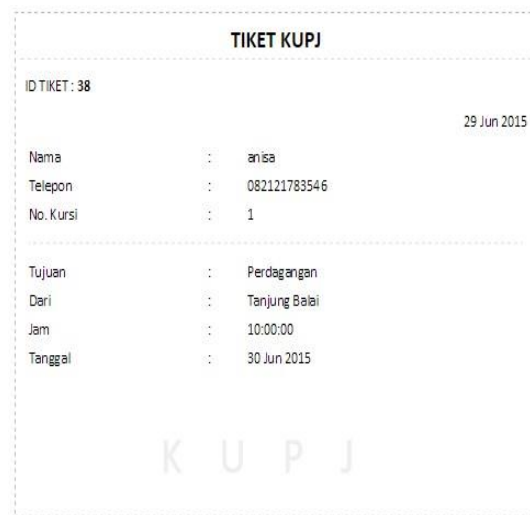 TIKET KUPJ
ID TIKET : 38
29 Jun 2015
Nama : anisa
Telepon : 082121783546
No. Kursi : 1
Tujuan : Perdagangan
Dari : Tanjung Balai
Jam : 10:00:00
Tanggal : 30 Jun 2015
K U P J